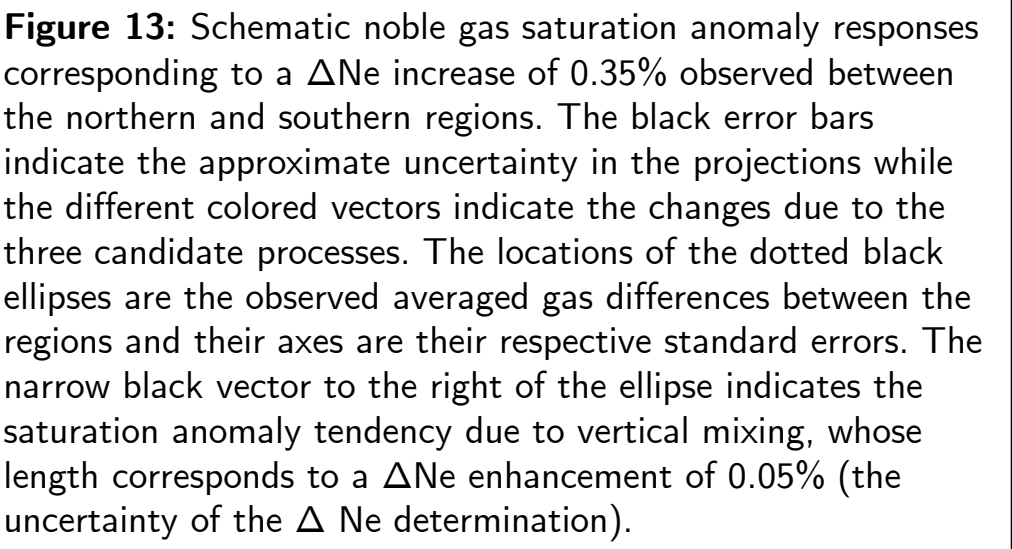 Figure 13: Schematic noble gas saturation anomaly responses
corresponding to a ΔNe increase of 0.35% observed between
the northern and southern regions. The black error bars
indicate the approximate uncertainty in the projections while
the different colored vectors indicate the changes due to the
three candidate processes. The locations of the dotted black
ellipses are the observed averaged gas differences between the
regions and their axes are their respective standard errors. The
narrow black vector to the right of the ellipse indicates the
saturation anomaly tendency due to vertical mixing, whose
length corresponds to a ΔNe enhancement of 0.05% (the
uncertainty of the Δ Ne determination).